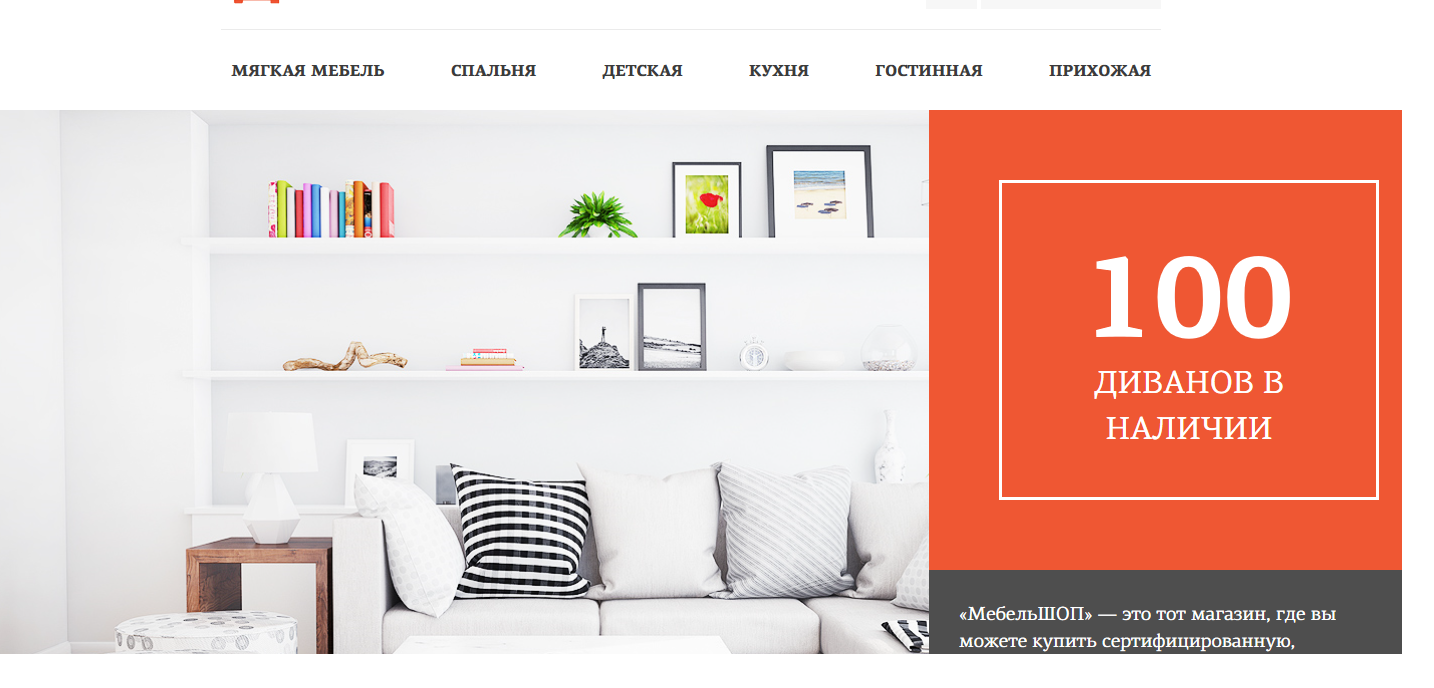 МЯГКАЯ МЕБЕЛЬ СПАЛЬНЯ ДЕТСКАЯ КУХНЯ ГОСТИННАЯ ПРИХОЖАЯ
100
ДИВАНОВ В
НАЛИЧИИ
«МебельШОП» — это тот магазин, где вы
можете купить сертифицированную,